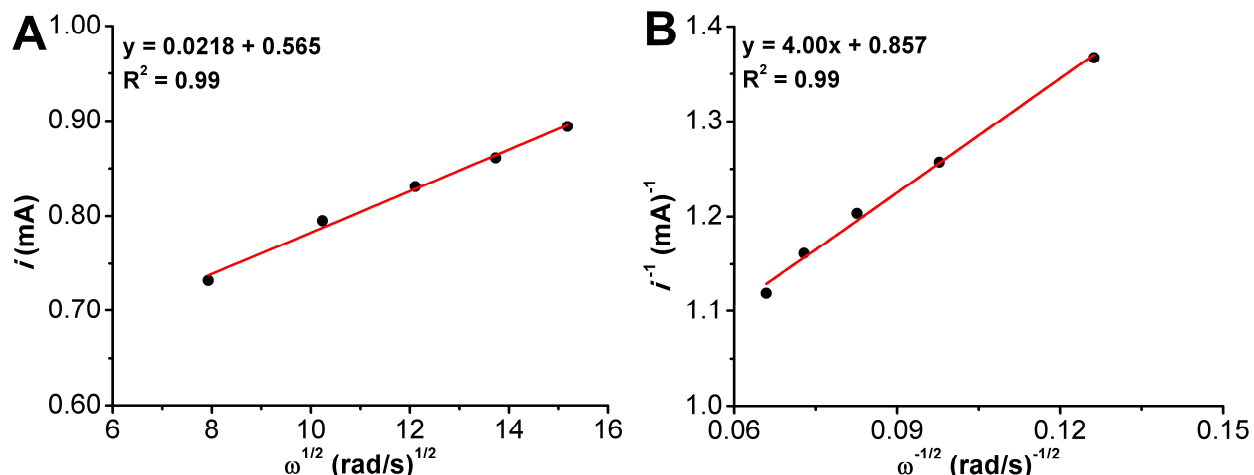 A
y = 0.0218 + 0.565
R² = 0.99
1.00
0.90
0.80
0.70
0.60
i (mA)
6
8
10
12
14
16
ω^1/2 (rad/s)^1/2
B
y = 4.00x + 0.857
R² = 0.99
1.4
1.3
1.2
1.1
1.0
i^-1 (mA)^-1
0.06
0.09
0.12
0.15
ω^-1/2 (rad/s)^-1/2